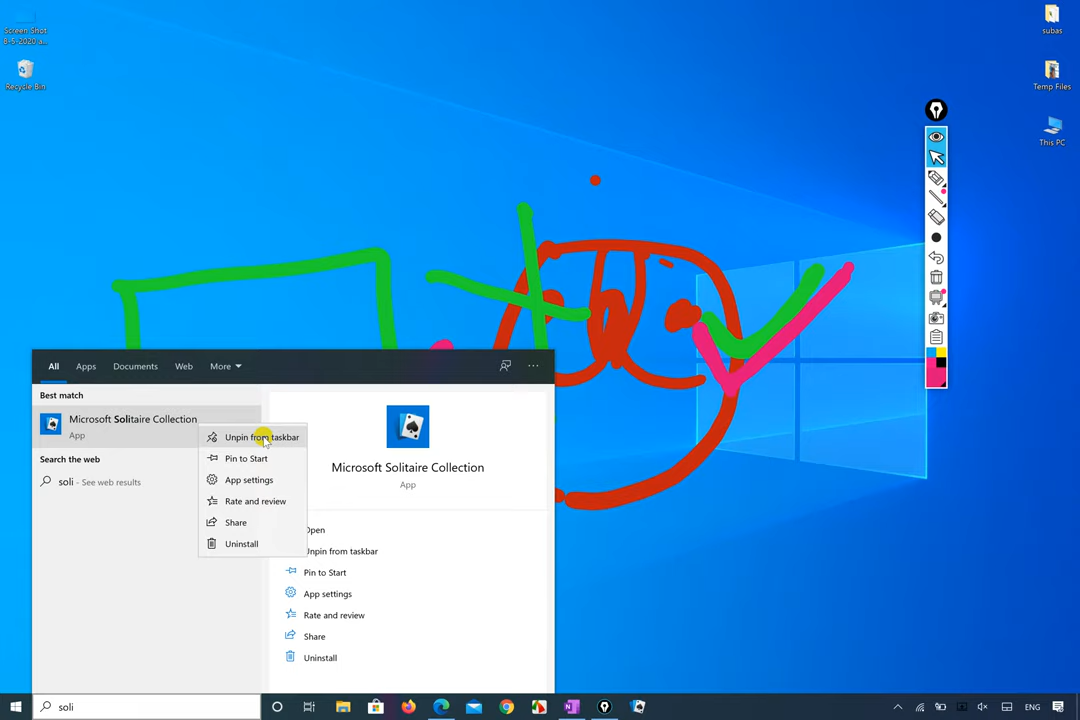 Screen Shot
8-5-2020 a...
Recycle Bin
subas
Temp Files
This PC
All
Apps
Documents
Web
More
...
Best match
Microsoft Solitaire Collection
App
Search the web
soli - See web results
Unpin from taskbar
Pin to Start
App settings
Rate and review
Share
Uninstall
Microsoft Solitaire Collection
App
Open
Unpin from taskbar
Pin to Start
App settings
Rate and review
Share
Uninstall
soli
ENG